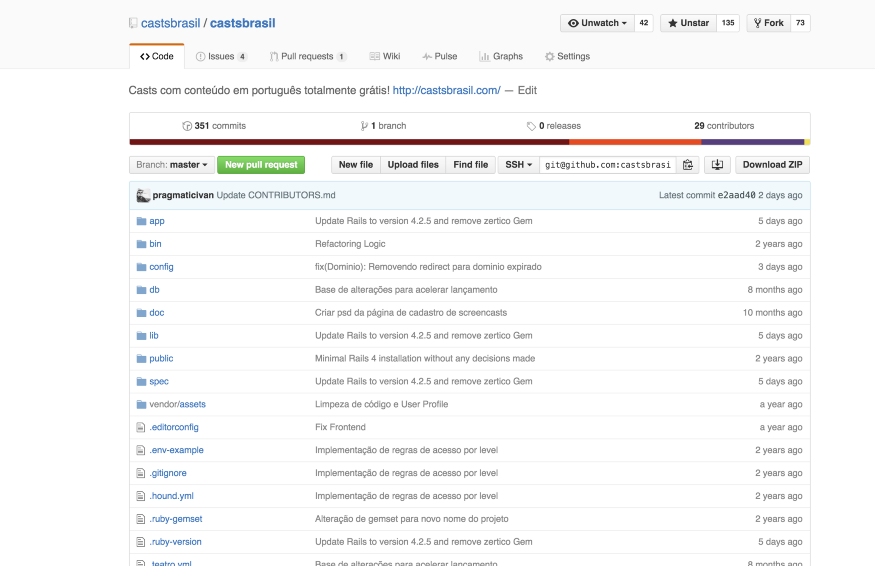 castsbrasil / castsbrasil
Unwatch 42 Unstar 135 Fork 73
Code Issues 4 Pull requests 1 Wiki Pulse Graphs Settings
Casts com conteúdo em português totalmente grátis! http://castsbrasil.com/ — Edit
351 commits 1 branch 0 releases 29 contributors
Branch: master New pull request New file Upload files Find file SSH git@github.com:castsbrasi Download ZIP
pragmaticivan Update CONTRIBUTORS.md Latest commit e2aad40 2 days ago
app Update Rails to version 4.2.5 and remove zertico Gem 5 days ago
bin Refactoring Logic 2 years ago
config fix(Dominio): Removendo redirect para dominio expirado 3 days ago
db Base de alterações para acelerar lançamento 8 months ago
doc Criar psd da página de cadastro de screencasts 10 months ago
lib Update Rails to version 4.2.5 and remove zertico Gem 5 days ago
public Minimal Rails 4 installation without any decisions made 2 years ago
spec Update Rails to version 4.2.5 and remove zertico Gem 5 days ago
vendor/assets Limpeza de código e User Profile a year ago
.editorconfig Fix Frontend a year ago
.env-example Implementação de regras de acesso por level 2 years ago
.gitignore Implementação de regras de acesso por level 2 years ago
.hound.yml Implementação de regras de acesso por level 2 years ago
.ruby-gemset Alteração de gemset para novo nome do projeto 2 years ago
.ruby-version Update Rails to version 4.2.5 and remove zertico Gem 5 days ago
.teatro.yml Base de alterações para acelerar lançamento 8 months ago